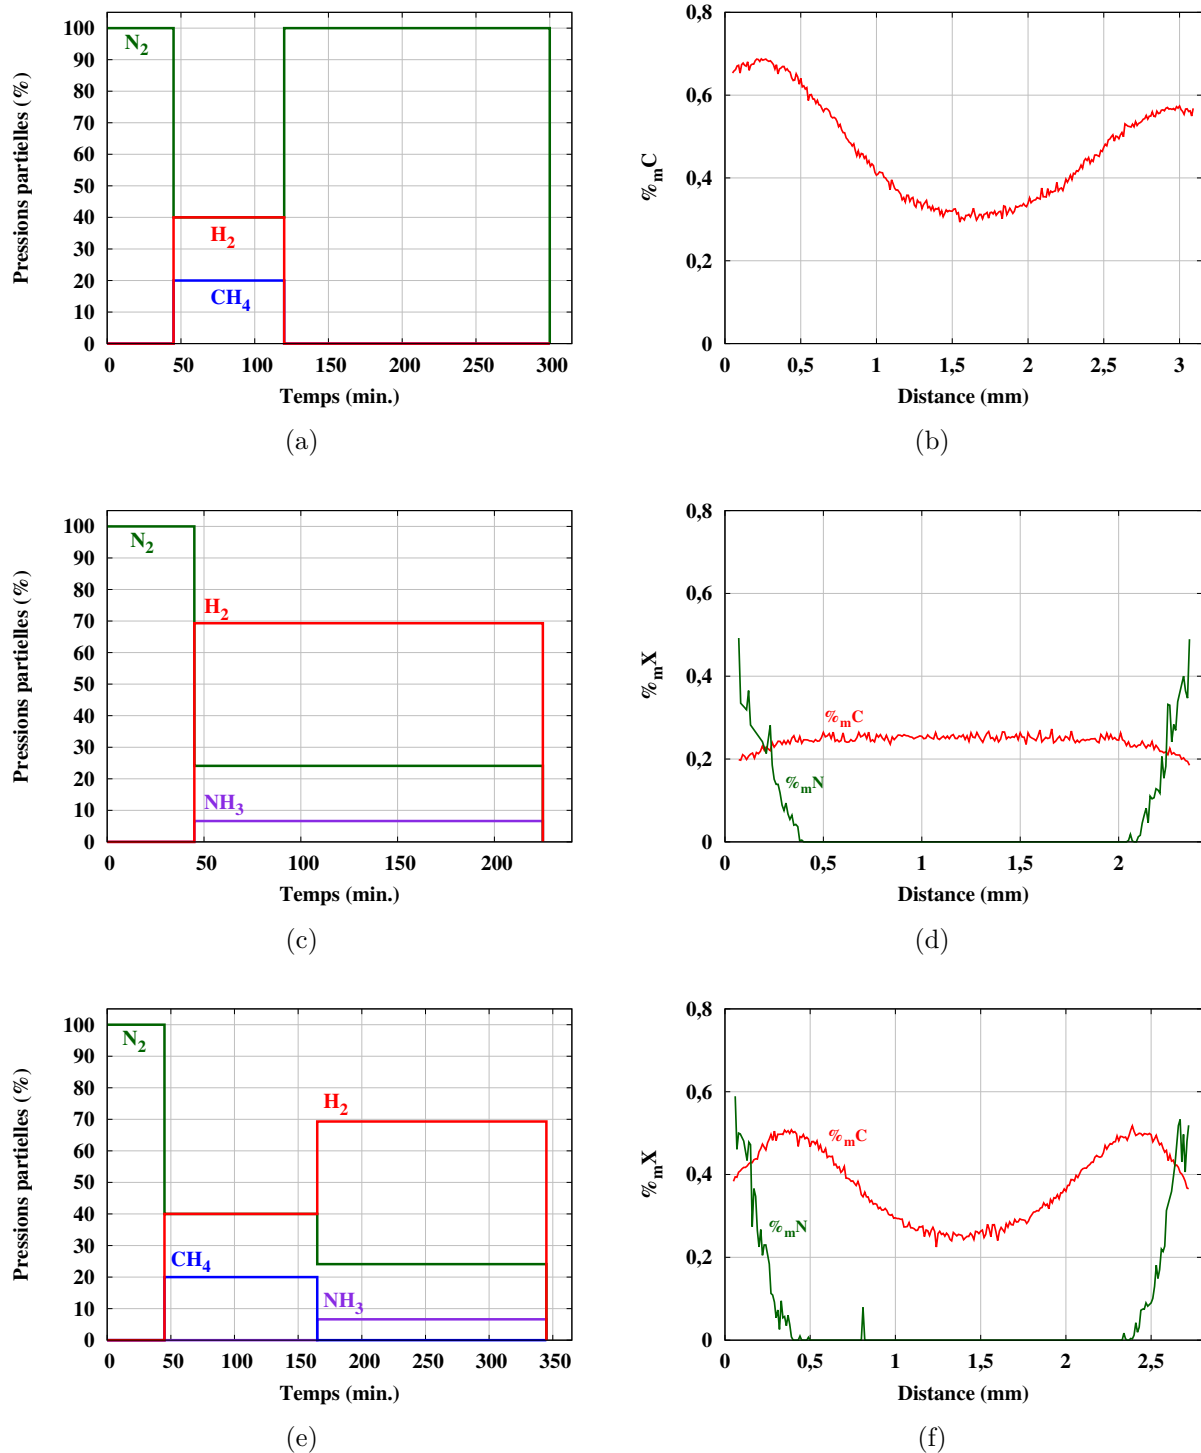 Pressions partielles (%)
100
90
80
70
60
50
40
30
20
10
0
N2
H2
CH4
0 50 100 150 200 250 300
Temps (min.)
(a)
%mC
0,8
0,6
0,4
0,2
0
0 0,5 1 1,5 2 2,5 3
Distance (mm)
(b)
Pressions partielles (%)
100
90
80
70
60
50
40
30
20
10
0
N2
H2
NH3
0 50 100 150 200
Temps (min.)
(c)
%mX
0,8
0,6
0,4
0,2
0
%mC
%mN
0 0,5 1 1,5 2
Distance (mm)
(d)
Pressions partielles (%)
100
90
80
70
60
50
40
30
20
10
0
N2
H2
CH4
NH3
0 50 100 150 200 250 300 350
Temps (min.)
(e)
%mX
0,8
0,6
0,4
0,2
0
%mC
%mN
0 0,5 1 1,5 2 2,5
Distance (mm)
(f)